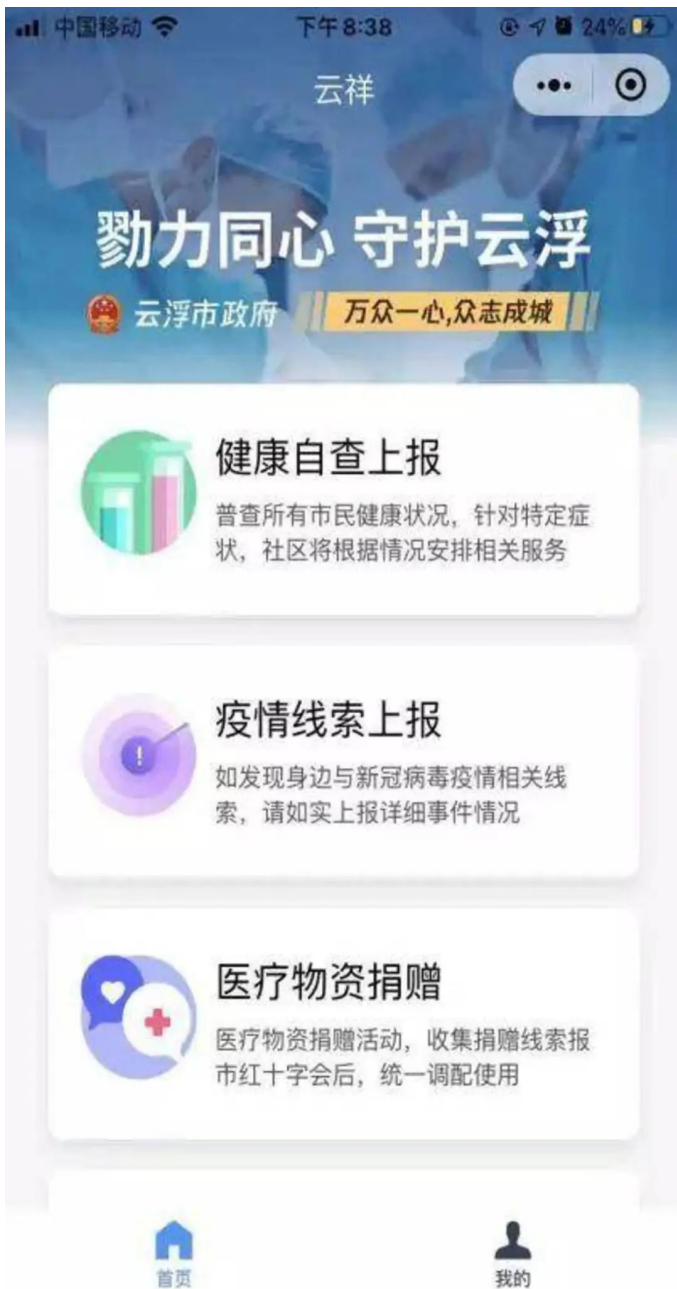 中国移动 下午8:38 24%
云祥
勠力同心 守护云浮
云浮市政府 万众一心,众志成城
健康自查上报
普查所有市民健康状况，针对特定症
状，社区将根据情况安排相关服务
疫情线索上报
如发现身边与新冠病毒疫情相关线
索，请如实上报详细事件情况
医疗物资捐赠
医疗物资捐赠活动，收集捐赠线索报
市红十字会后，统一调配使用
首页 我的